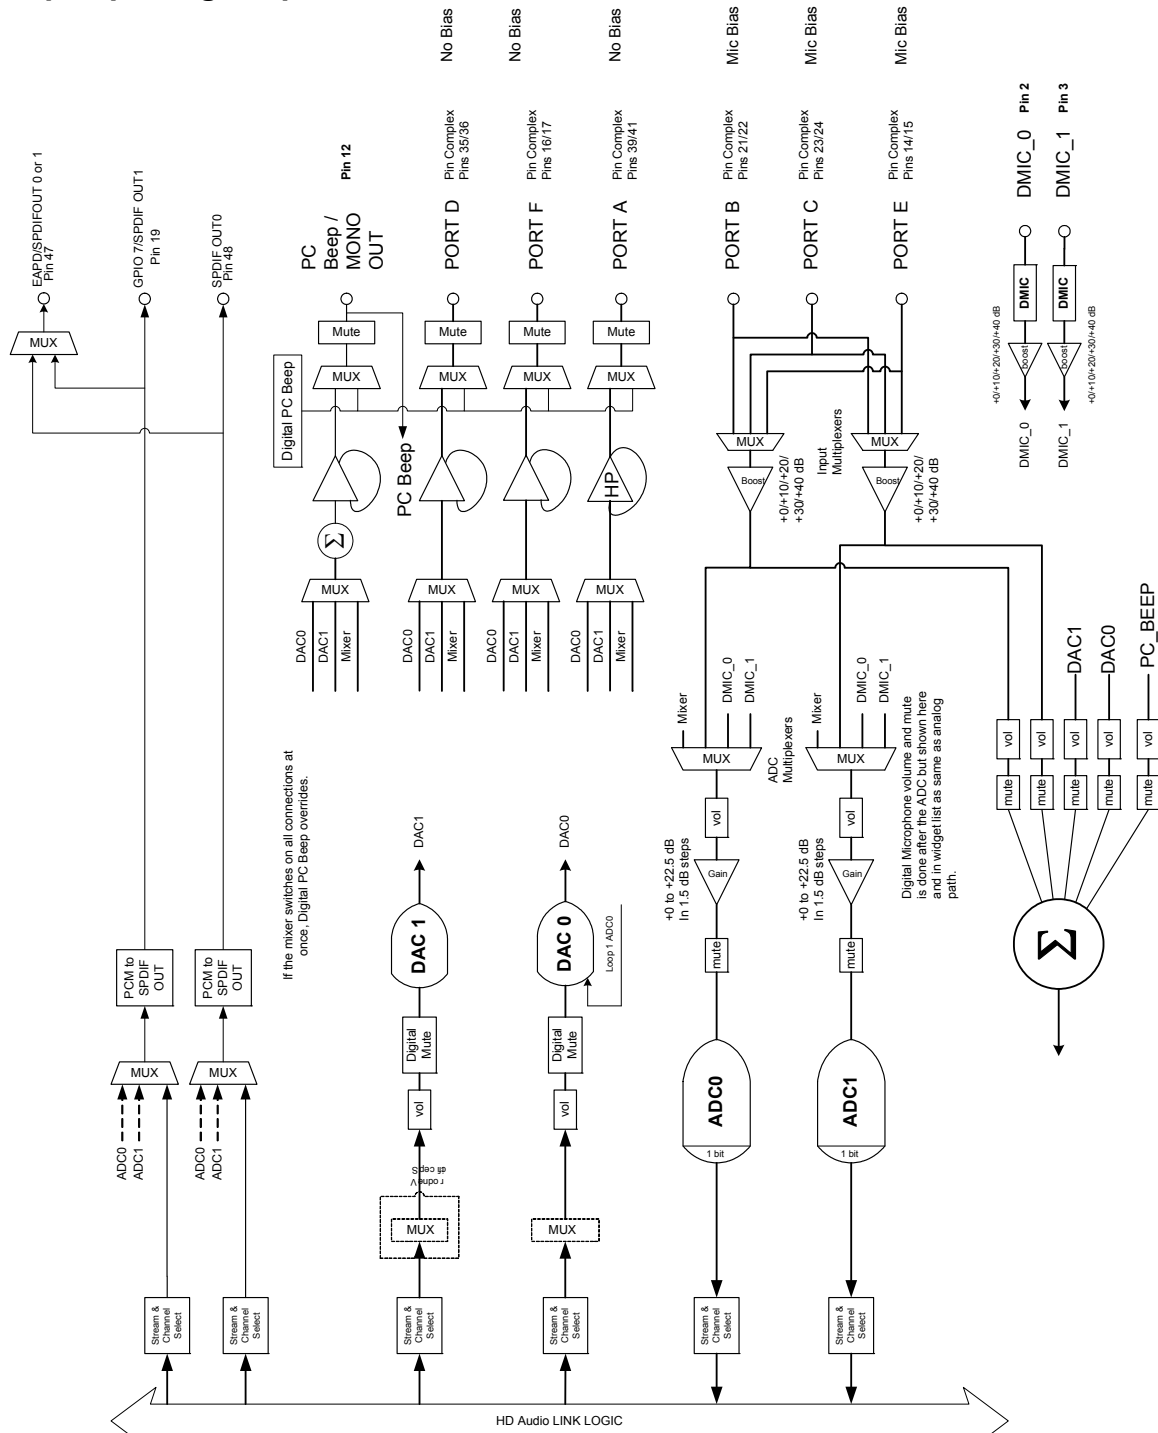 No Bias
No Bias
No Bias
Mic Bias
Mic Bias
Mic Bias
Pin Complex
Pins 35/36
Pin Complex
Pins 16/17
Pin Complex
Pins 39/41
Pin Complex
Pins 21/22
Pin Complex
Pins 23/24
Pin Complex
Pins 14/15
Pin 2
Pin 3
DMIC_0
DMIC_1
EAPD/SPDIFOUT 0 or 1
Pin 47
GPIO 7/SPDIF OUT1
Pin 19
SPDIF OUT0
Pin 48
Pin 12
PC
Beep /
MONO
OUT
PORT D
PORT F
PORT A
PORT B
PORT C
PORT E
MUX
Mute
Mute
Mute
Mute
DMIC
DMIC
boost
boost
+0/+10/+20/+30/+40 dB
+0/+10/+20/+30/+40 dB
DMIC_0
DMIC_1
MUX
MUX
MUX
MUX
Digital PC Beep
PC Beep
HP
Σ
MUX
MUX
Input
Multiplexers
Boost
Boost
+0/+10/+20/
+30/+40 dB
+0/+10/+20/
+30/+40 dB
MUX
MUX
MUX
MUX
DAC0
DAC1
Mixer
DAC0
DAC1
Mixer
DAC0
DAC1
Mixer
DAC0
DAC1
Mixer
DAC1
DAC0
PC_BEEP
Mixer
DMIC_0
DMIC_1
Mixer
DMIC_0
DMIC_1
MUX
MUX
ADC
Multiplexers
vol
vol
vol
vol
vol
mute
mute
mute
mute
mute
If the mixer switches on all connections at
once, Digital PC Beep overrides.
DAC1
DAC0
vol
vol
+0 to +22.5 dB
In 1.5 dB steps
+0 to +22.5 dB
In 1.5 dB steps
Gain
Gain
Digital Microphone volume and mute
is done after the ADC but shown here
and in widget list as same as analog
path.
mute
mute
Σ
PCM to
SPDIF
OUT
PCM to
SPDIF
OUT
DAC 1
DAC 0
Loop 1 ADC0
MUX
MUX
Digital
Mute
Digital
Mute
vol
vol
ADC0
ADC1
1 bit
1 bit
ADC0
ADC1
ADC0
ADC1
MUX
MUX
Stream &
Channel
Select
Stream &
Channel
Select
Stream &
Channel
Select
Stream &
Channel
Select
Stream &
Channel
Select
Stream &
Channel
Select
HD Audio LINK LOGIC